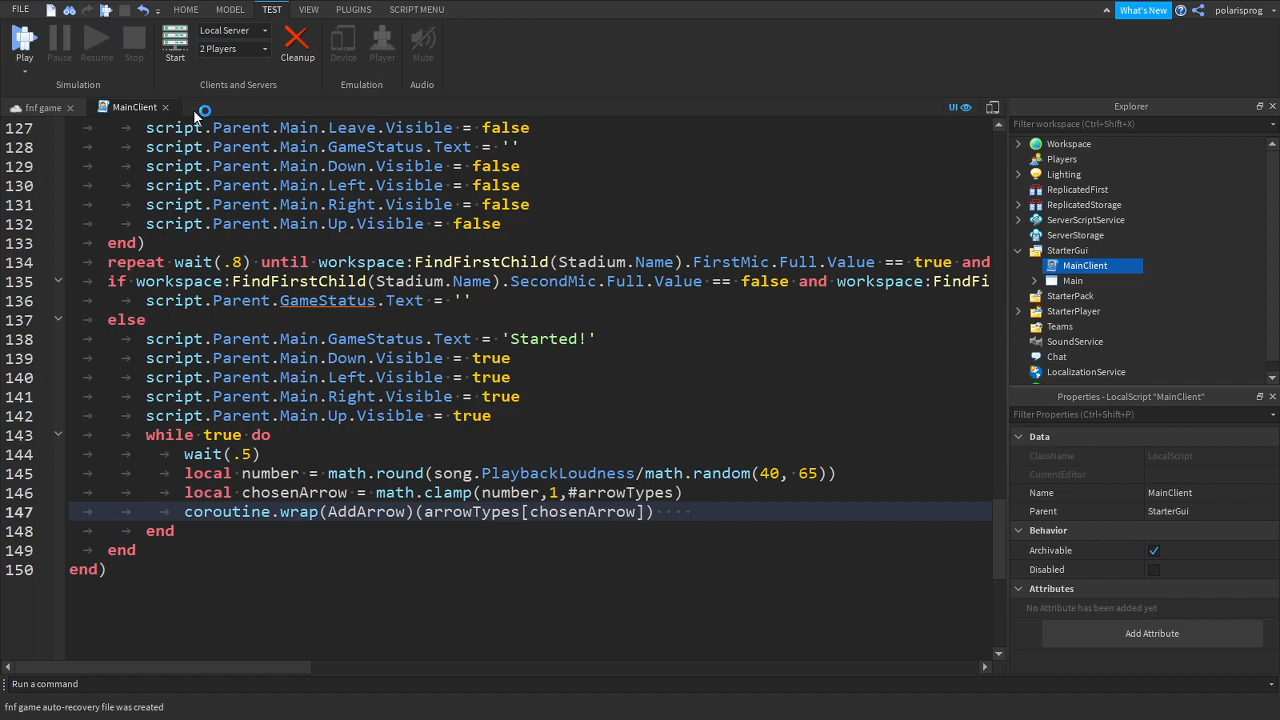 FILE HOME MODEL TEST VIEW PLUGINS SCRIPT MENU What's New polarisprog
Play Pause Resume Stop Start Local Server 2 Players Cleanup Device Player Mute
Simulation Clients and Servers Emulation Audio
fnf game MainClient UI
127 script.Parent.Main.Leave.Visible = false
128 script.Parent.Main.GameStatus.Text = ''
129 script.Parent.Main.Down.Visible = false
130 script.Parent.Main.Left.Visible = false
131 script.Parent.Main.Right.Visible = false
132 script.Parent.Main.Up.Visible = false
133 end)
134 repeat wait(.8) until workspace:FindFirstChild(Stadium.Name).FirstMic.Full.Value == true and
135 if workspace:FindFirstChild(Stadium.Name).SecondMic.Full.Value == false and workspace:FindFi
136 script.Parent.GameStatus.Text = ''
137 else
138 script.Parent.Main.GameStatus.Text = 'Started!'
139 script.Parent.Main.Down.Visible = true
140 script.Parent.Main.Left.Visible = true
141 script.Parent.Main.Right.Visible = true
142 script.Parent.Main.Up.Visible = true
143 while true do
144 wait(.5)
145 local number = math.round(song.PlaybackLoudness/math.random(40, 65))
146 local chosenArrow = math.clamp(number,1,#arrowTypes)
147 coroutine.wrap(AddArrow)(arrowTypes[chosenArrow])
148 end
149 end
150 end)
Run a command
fnf game auto-recovery file was created
Explorer
Filter workspace (Ctrl+Shift+X)
Workspace
Players
Lighting
ReplicatedFirst
ReplicatedStorage
ServerScriptService
ServerStorage
StarterGui
MainClient
Main
StarterPack
StarterPlayer
Teams
SoundService
Chat
LocalizationService
Properties - LocalScript "MainClient"
Filter Properties (Ctrl+Shift+P)
Data
ClassName LocalScript
CurrentEditor
Name MainClient
Parent StarterGui
Behavior
Archivable
Disabled
Attributes
No Attribute has been added yet
Add Attribute